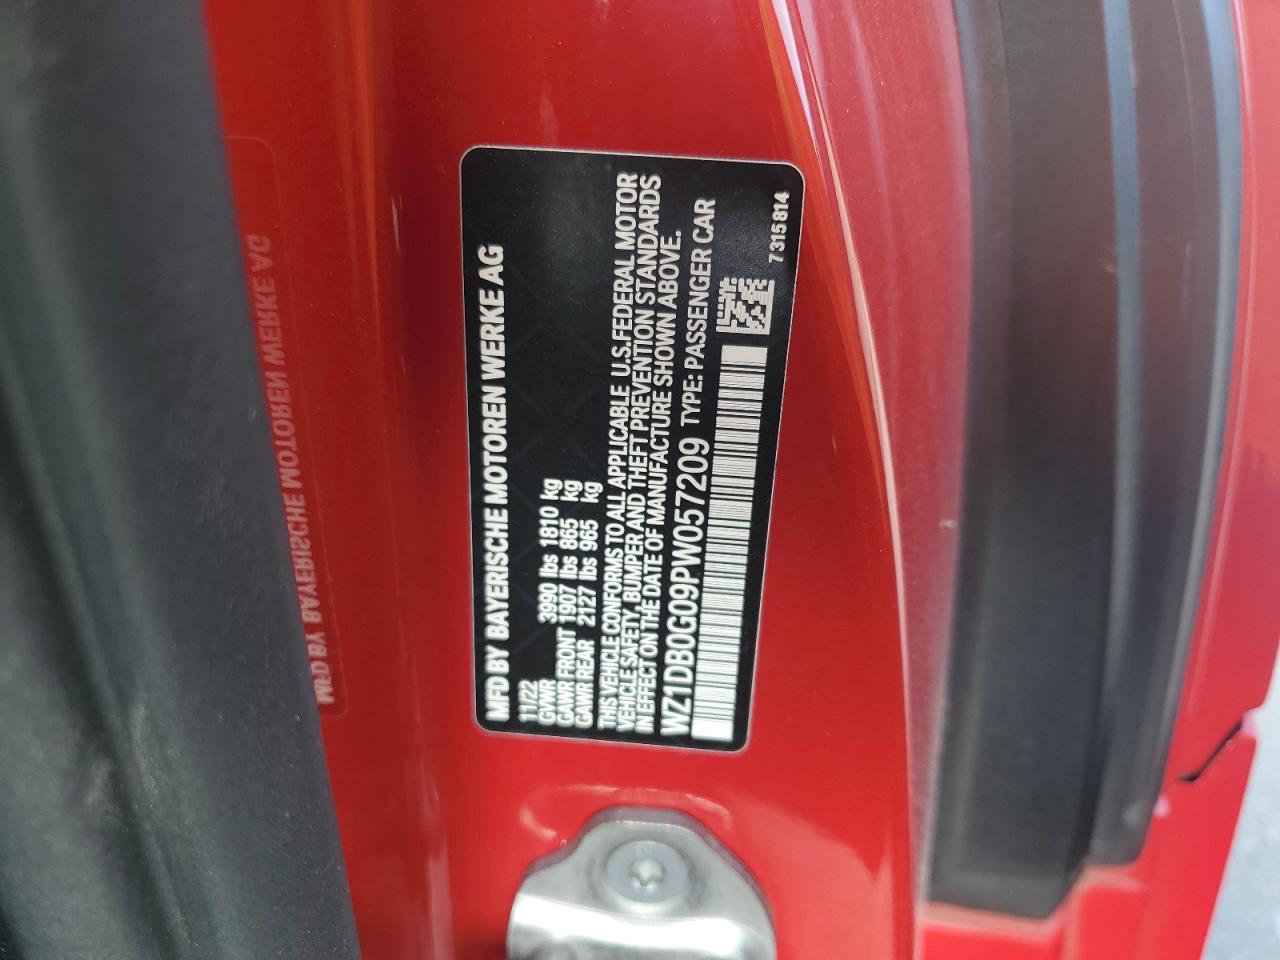 MFD BY BAYERISCHE MOTOREN WERKE AG
11/22
GVWR 3990 lbs 1810 kg
GAWR FRONT 1907 lbs 865 kg
GAWR REAR 2127 lbs 965 kg
THIS VEHICLE CONFORMS TO ALL APPLICABLE U.S.FEDERAL MOTOR
VEHICLE SAFETY, BUMPER AND THEFT PREVENTION STANDARDS
IN EFFECT ON THE DATE OF MANUFACTURE SHOWN ABOVE.
WZ1DB0G09PW057209 TYPE: PASSENGER CAR
7315814
MFD BY BAYERISCHE MOTOREN WERKE AG